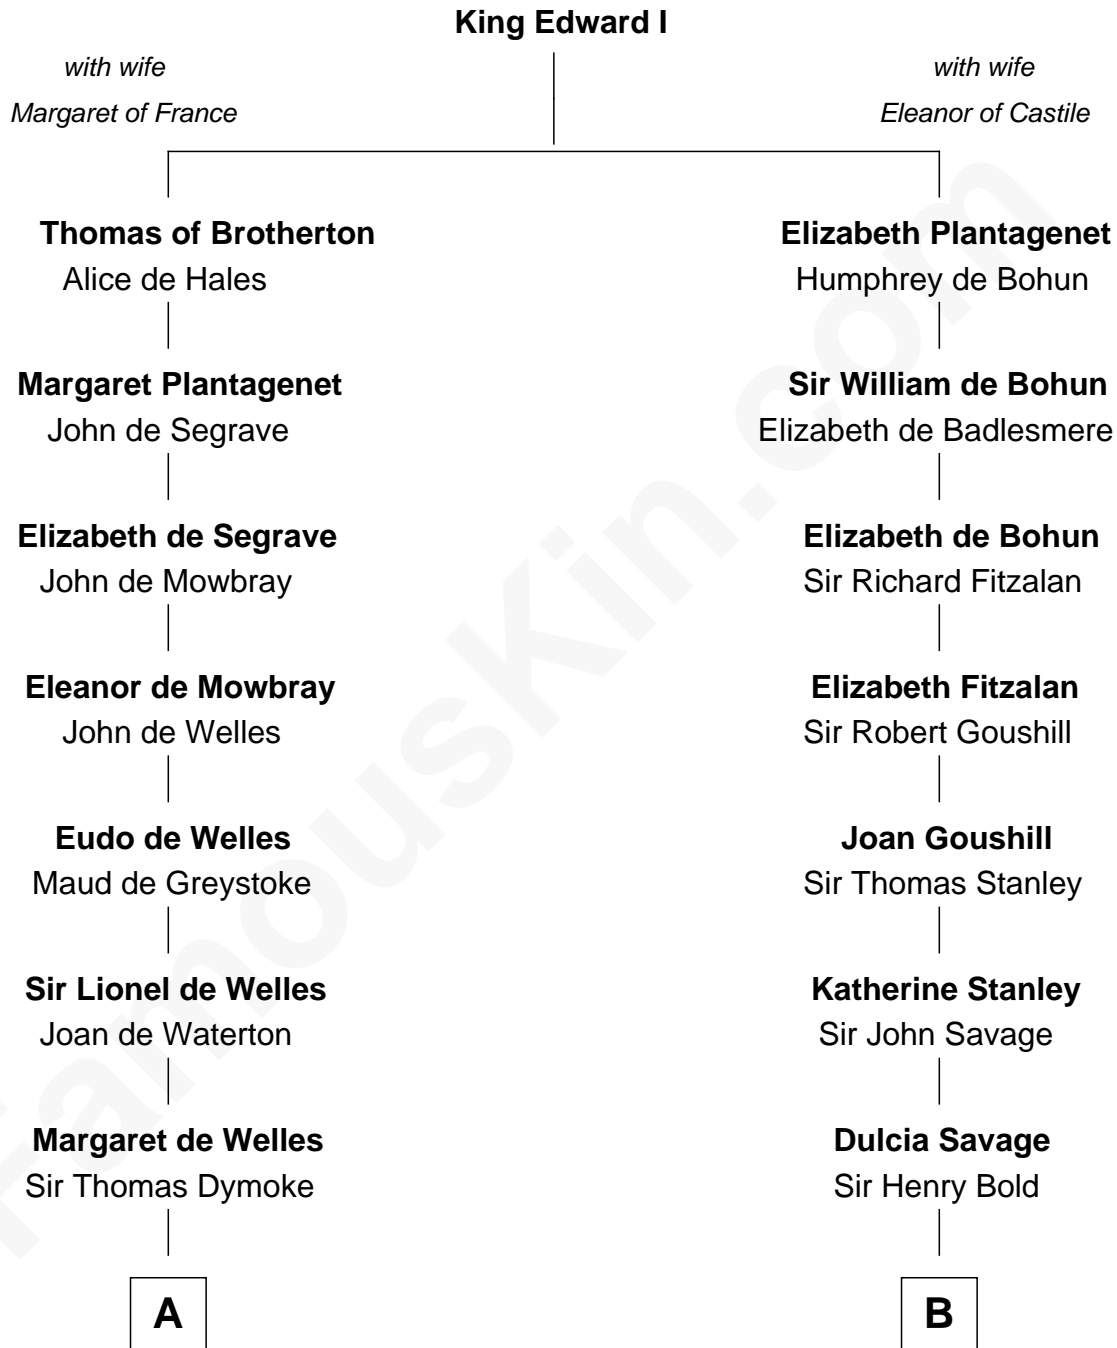 King Edward I
with wife
Margaret of France
with wife
Eleanor of Castile
Thomas of Brotherton
Alice de Hales
Elizabeth Plantagenet
Humphrey de Bohun
Margaret Plantagenet
John de Segrave
Sir William de Bohun
Elizabeth de Badlesmere
Elizabeth de Segrave
John de Mowbray
Elizabeth de Bohun
Sir Richard Fitzalan
Eleanor de Mowbray
John de Welles
Elizabeth Fitzalan
Sir Robert Goushill
Eudo de Welles
Maud de Greystoke
Joan Goushill
Sir Thomas Stanley
Sir Lionel de Welles
Joan de Waterton
Katherine Stanley
Sir John Savage
Margaret de Welles
Sir Thomas Dymoke
Dulcia Savage
Sir Henry Bold
A
B
FamousKin.com